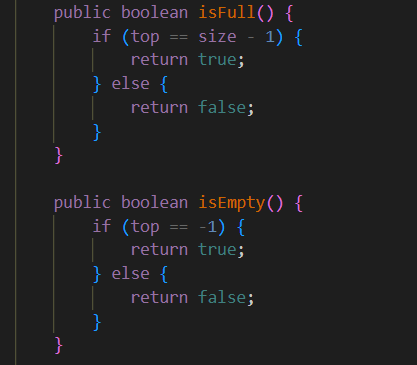 public boolean isFull() {
    if (top == size - 1) {
        return true;
    } else {
        return false;
    }
}

public boolean isEmpty() {
    if (top == -1) {
        return true;
    } else {
        return false;
    }
}